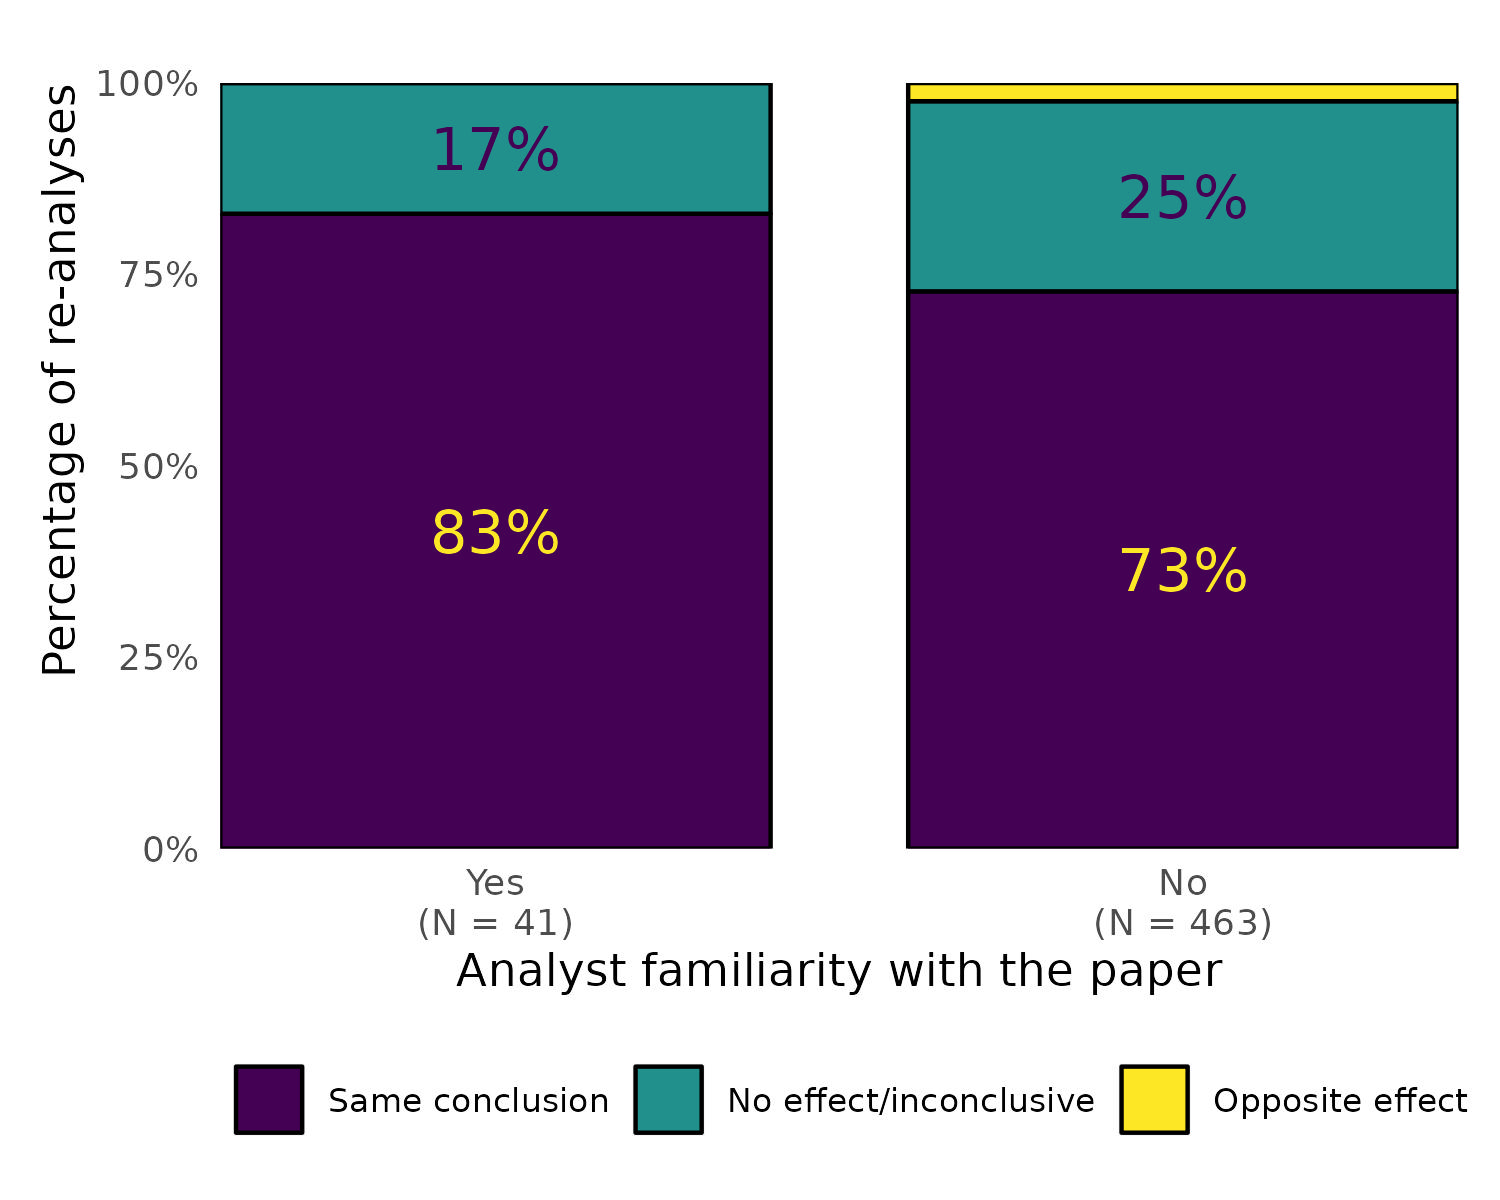 Percentage of re-analyses
100%
75%
50%
25%
0%
17%
83%
25%
73%
Yes
(N = 41)
No
(N = 463)
Analyst familiarity with the paper
Same conclusion
No effect/inconclusive
Opposite effect